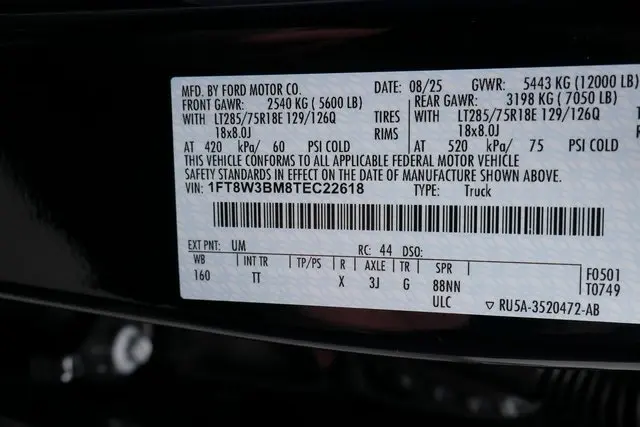 MFD. BY FORD MOTOR CO. DATE: 08/25 GVWR: 5443 KG (12000 LB)
FRONT GAWR: 2540 KG (5600 LB) REAR GAWR: 3198 KG (7050 LB)
WITH LT285/75R18E 129/126Q TIRES WITH LT285/75R18E 129/126Q
18x8.0J RIMS 18x8.0J
AT 420 kPa/ 60 PSI COLD AT 520 kPa/ 75 PSI COLD
THIS VEHICLE CONFORMS TO ALL APPLICABLE FEDERAL MOTOR VEHICLE
SAFETY STANDARDS IN EFFECT ON THE DATE OF MANUFACTURE SHOWN ABOVE.
VIN: 1FT8W3BM8TEC22618 TYPE: Truck
EXT PNT: UM RC: 44 DSO:
WB INT TR TP/PS R AXLE TR SPR F0501
160 TT X 3J G 88NN T0749
ULC RU5A-3520472-AB